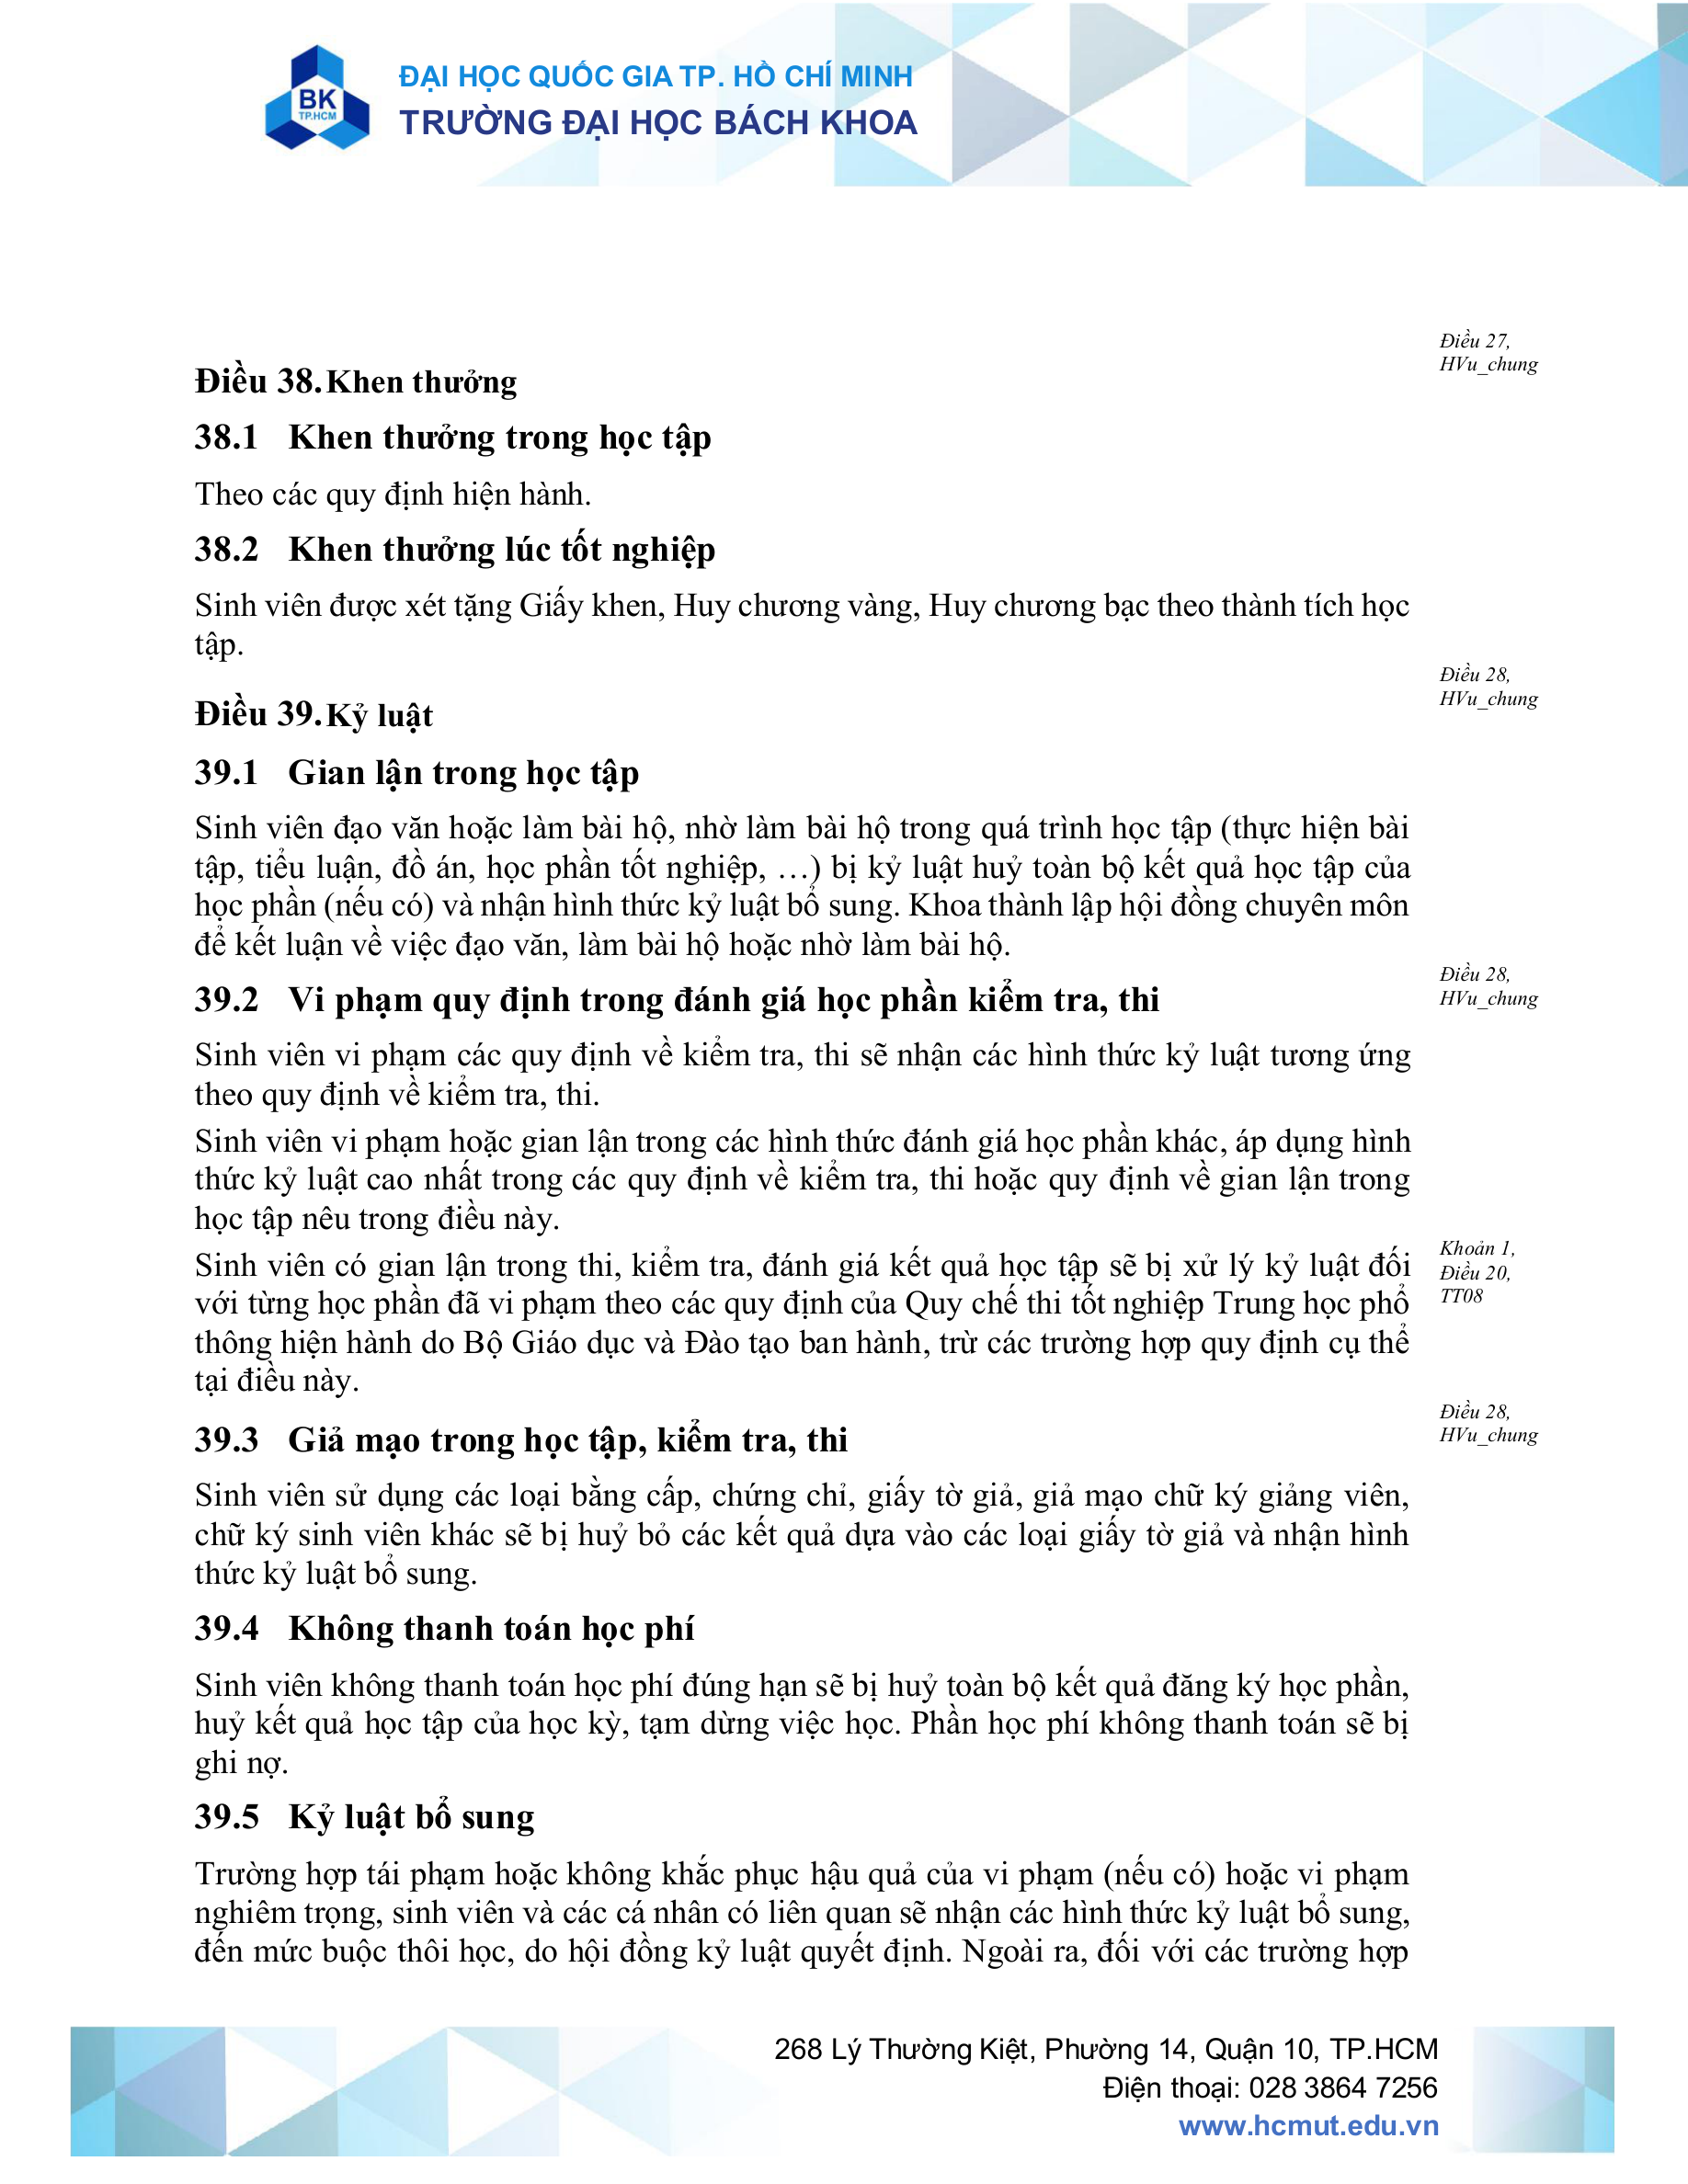 BK
TP.HCM
ĐẠI HỌC QUỐC GIA TP. HỒ CHÍ MINH
TRƯỜNG ĐẠI HỌC BÁCH KHOA
Điều 27,
HVu_chung
Điều 38. Khen thưởng
38.1 Khen thưởng trong học tập
Theo các quy định hiện hành.
38.2 Khen thưởng lúc tốt nghiệp
Sinh viên được xét tặng Giấy khen, Huy chương vàng, Huy chương bạc theo thành tích học
tập.
Điều 28,
HVu_chung
Điều 39. Kỷ luật
39.1 Gian lận trong học tập
Sinh viên đạo văn hoặc làm bài hộ, nhờ làm bài hộ trong quá trình học tập (thực hiện bài
tập, tiểu luận, đồ án, học phần tốt nghiệp, …) bị kỷ luật huỷ toàn bộ kết quả học tập của
học phần (nếu có) và nhận hình thức kỷ luật bổ sung. Khoa thành lập hội đồng chuyên môn
để kết luận về việc đạo văn, làm bài hộ hoặc nhờ làm bài hộ.
Điều 28,
HVu_chung
39.2 Vi phạm quy định trong đánh giá học phần kiểm tra, thi
Sinh viên vi phạm các quy định về kiểm tra, thi sẽ nhận các hình thức kỷ luật tương ứng
theo quy định về kiểm tra, thi.
Sinh viên vi phạm hoặc gian lận trong các hình thức đánh giá học phần khác, áp dụng hình
thức kỷ luật cao nhất trong các quy định về kiểm tra, thi hoặc quy định về gian lận trong
học tập nêu trong điều này.
Khoản 1,
Điều 20,
TT08
Sinh viên có gian lận trong thi, kiểm tra, đánh giá kết quả học tập sẽ bị xử lý kỷ luật đối
với từng học phần đã vi phạm theo các quy định của Quy chế thi tốt nghiệp Trung học phổ
thông hiện hành do Bộ Giáo dục và Đào tạo ban hành, trừ các trường hợp quy định cụ thể
tại điều này.
Điều 28,
HVu_chung
39.3 Giả mạo trong học tập, kiểm tra, thi
Sinh viên sử dụng các loại bằng cấp, chứng chỉ, giấy tờ giả, giả mạo chữ ký giảng viên,
chữ ký sinh viên khác sẽ bị huỷ bỏ các kết quả dựa vào các loại giấy tờ giả và nhận hình
thức kỷ luật bổ sung.
39.4 Không thanh toán học phí
Sinh viên không thanh toán học phí đúng hạn sẽ bị huỷ toàn bộ kết quả đăng ký học phần,
huỷ kết quả học tập của học kỳ, tạm dừng việc học. Phần học phí không thanh toán sẽ bị
ghi nợ.
39.5 Kỷ luật bổ sung
Trường hợp tái phạm hoặc không khắc phục hậu quả của vi phạm (nếu có) hoặc vi phạm
nghiêm trọng, sinh viên và các cá nhân có liên quan sẽ nhận các hình thức kỷ luật bổ sung,
đến mức buộc thôi học, do hội đồng kỷ luật quyết định. Ngoài ra, đối với các trường hợp
268 Lý Thường Kiệt, Phường 14, Quận 10, TP.HCM
Điện thoại: 028 3864 7256
www.hcmut.edu.vn